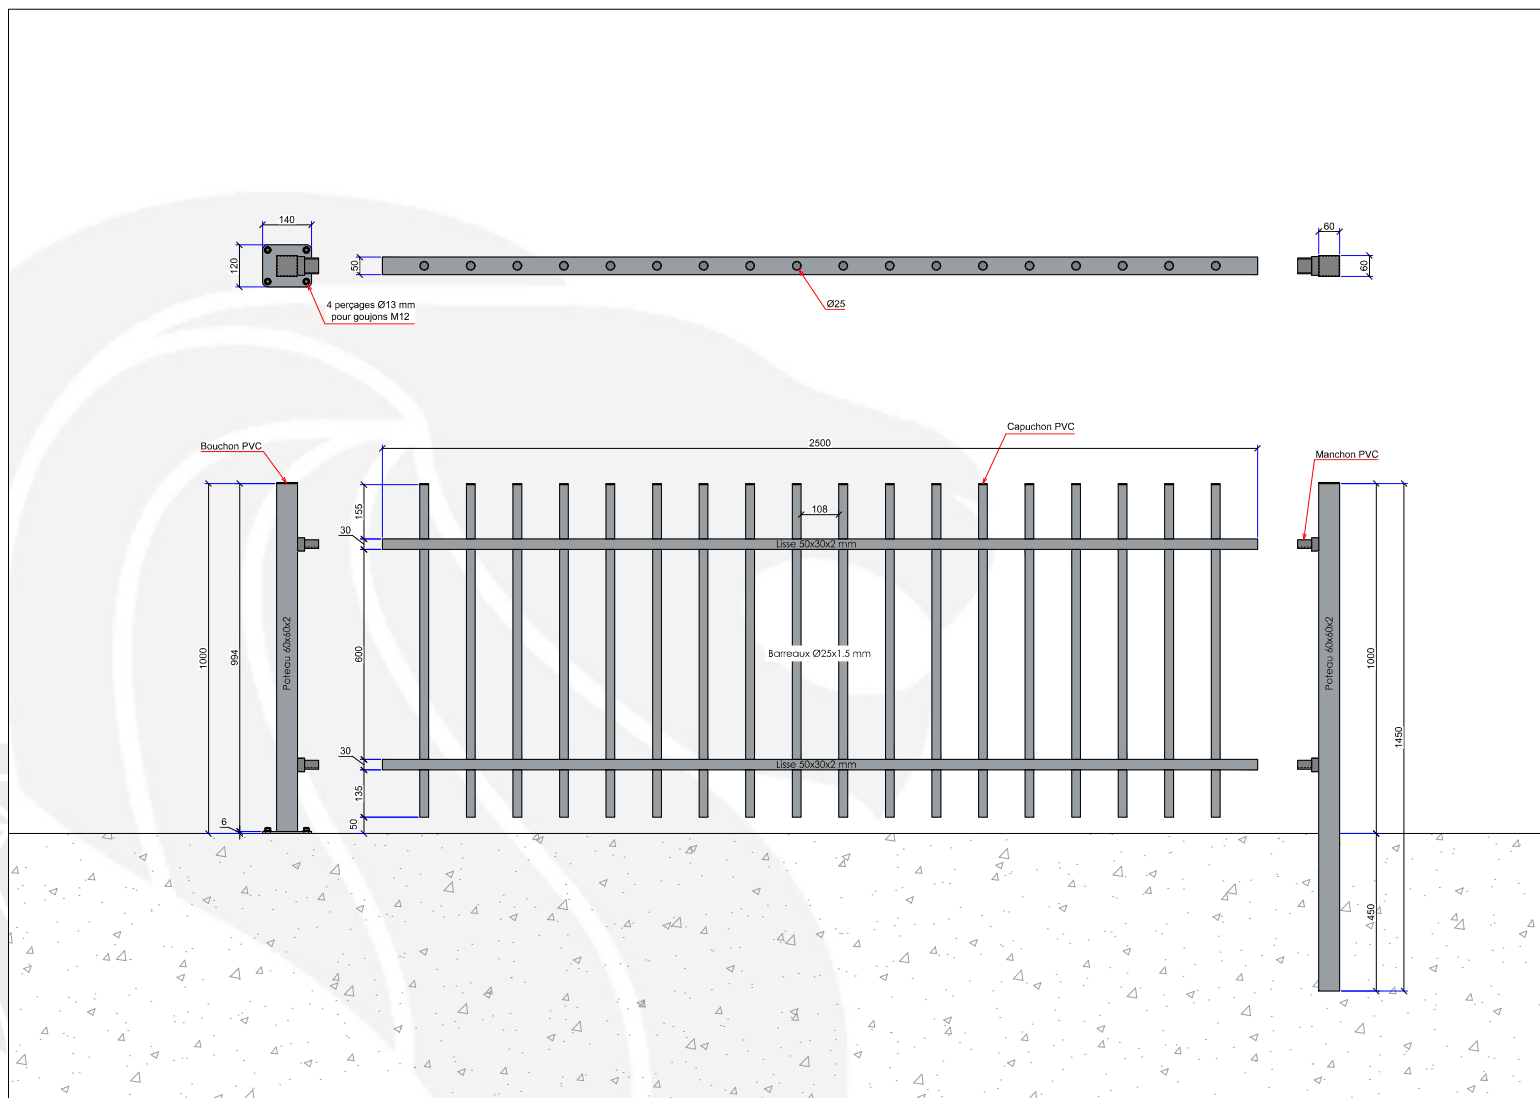 140
120
50
60
60
4 perçages Ø13 mm
pour goujons M12
Ø25
Capuchon PVC
2500
Bouchon PVC
Manchon PVC
155
108
30
Lisse 50x30x2 mm
1000
994
Poteau 60x60x2
600
Barreaux Ø25x1.5 mm
Poteau 60x60x2
1000
1450
30
Lisse 50x30x2 mm
135
6
50
450